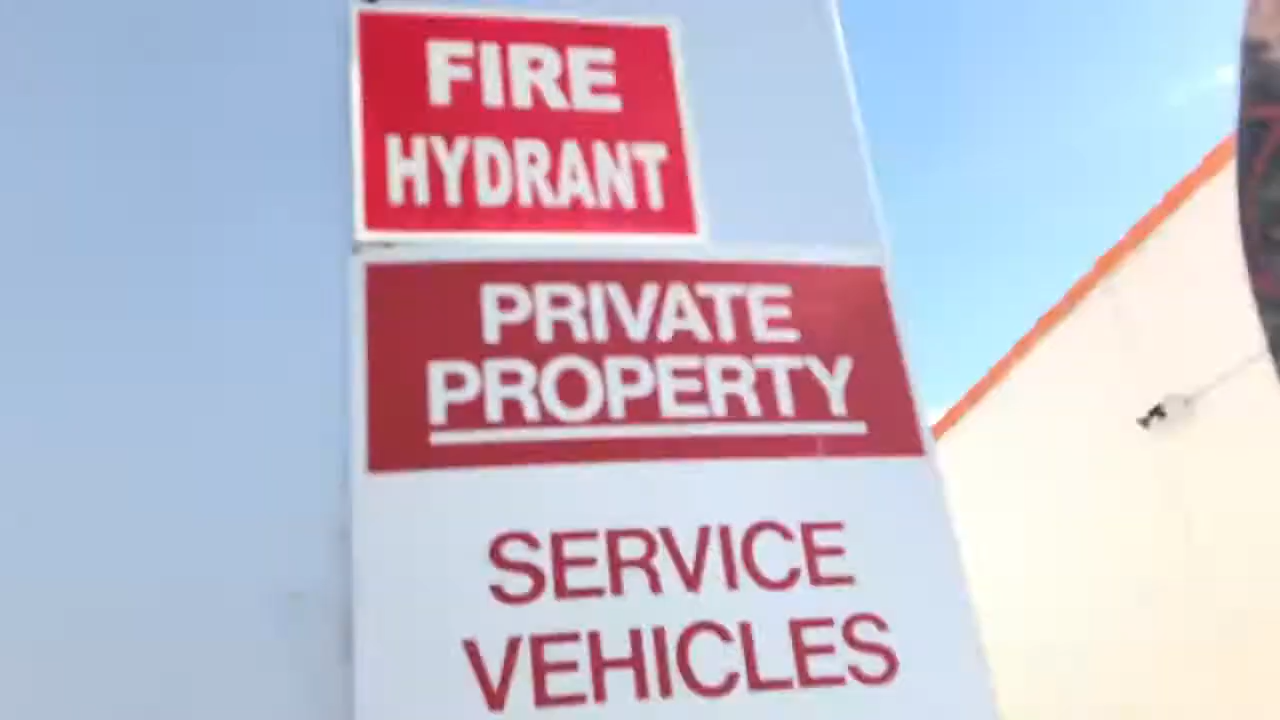 FIRE
HYDRANT
PRIVATE
PROPERTY
SERVICE
VEHICLES